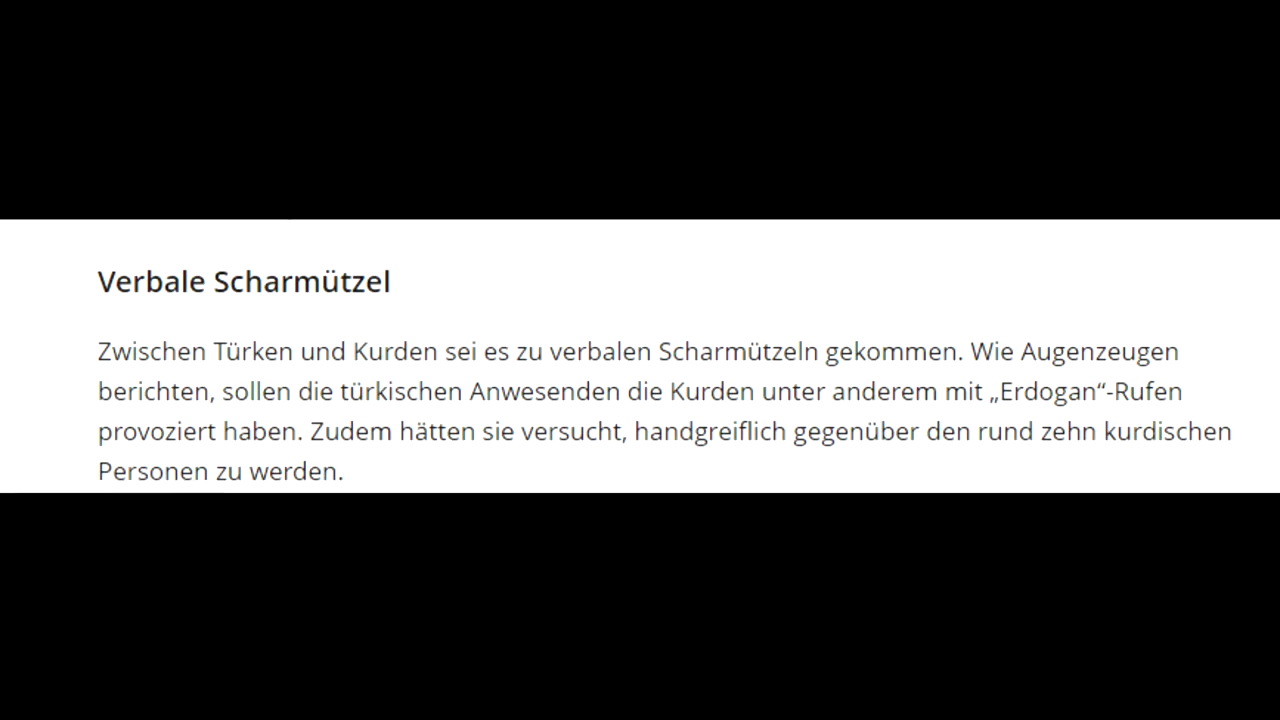 Verbale Scharmützel
Zwischen Türken und Kurden sei es zu verbalen Scharmützeln gekommen. Wie Augenzeugen
berichten, sollen die türkischen Anwesenden die Kurden unter anderem mit „Erdogan“-Rufen
provoziert haben. Zudem hätten sie versucht, handgreiflich gegenüber den rund zehn kurdischen
Personen zu werden.